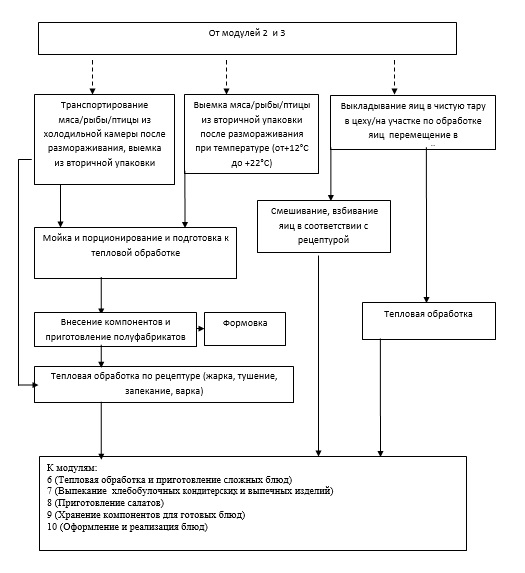 От модулей 2 и 3
Транспортирование
мяса/рыбы/птицы из
холодильной камеры после
размораживания, выемка
из вторичной упаковки
Выемка мяса/рыбы/птицы
из вторичной упаковки
после размораживания
при температуре (от+12°С
до +22°С)
Выкладывание яиц в чистую тару
в цеху/на участке по обработке
яиц перемещение в
Смешивание, взбивание
яиц в соответствии с
рецептурой
Мойка и порционирование и подготовка к
тепловой обработке
Внесение компонентов и
приготовление полуфабрикатов
Формовка
Тепловая обработка
Тепловая обработка по рецептуре (жарка, тушение,
запекание, варка)
К модулям:
6 (Тепловая обработка и приготовление сложных блюд)
7 (Выпекание хлебобулочных кондитерских и выпечных изделий)
8 (Приготовление салатов)
9 (Хранение компонентов для готовых блюд)
10 (Оформление и реализация блюд)